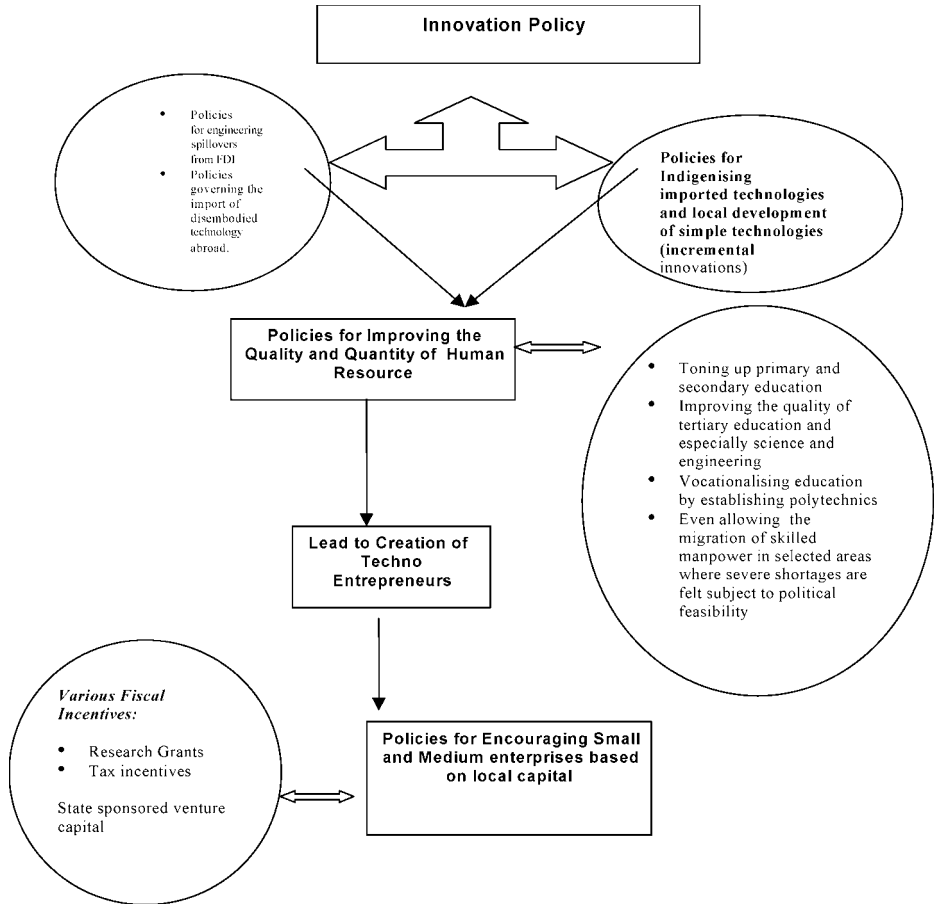 Innovation Policy
• Policies
for engineering
spillovers
from FDI
• Policies
governing the
import of
disembodied
technology
abroad.
Policies for
Indigenising
imported technologies
and local development
of simple technologies
(incremental
innovations)
Policies for Improving the
Quality and Quantity of Human
Resource
• Toning up primary and
secondary education
• Improving the quality of
tertiary education and
especially science and
engineering
• Vocationalising education
by establishing polytechnics
• Even allowing the
migration of skilled
manpower in selected areas
where severe shortages are
felt subject to political
feasibility
Lead to Creation of
Techno
Entrepreneurs
Various Fiscal
Incentives:
• Research Grants
• Tax incentives
State sponsored venture
capital
Policies for Encouraging Small
and Medium enterprises based
on local capital